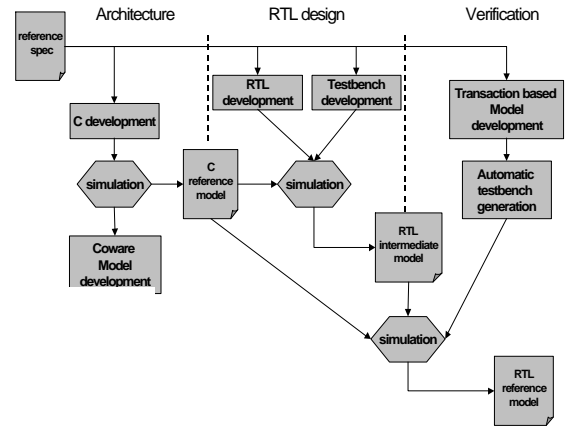 Architecture
RTL design
Verification
reference
spec
RTL
development
Testbench
development
Transaction based
Model
development
C development
simulation
C
reference
model
simulation
Automatic
testbench
generation
Coware
Model
development
RTL
intermediate
model
simulation
RTL
reference
model